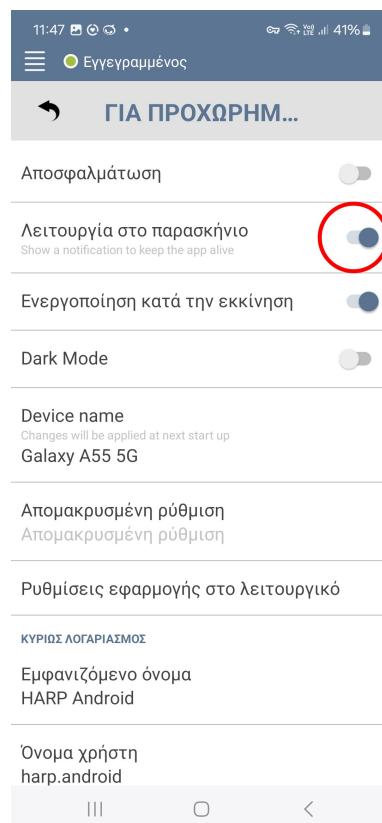 11:47 41%
Εγγεγραμμένος
ΓΙΑ ΠΡΟΧΩΡΗΜ...
Αποσφαλμάτωση
Λειτουργία στο παρασκήνιο
Show a notification to keep the app alive
Ενεργοποίηση κατά την εκκίνηση
Dark Mode
Device name
Changes will be applied at next start up
Galaxy A55 5G
Απομακρυσμένη ρύθμιση
Απομακρυσμένη ρύθμιση
Ρυθμίσεις εφαρμογής στο λειτουργικό
ΚΥΡΙΩΣ ΛΟΓΑΡΙΑΣΜΟΣ
Εμφανιζόμενο όνομα
HARP Android
Όνομα χρήστη
harp.android